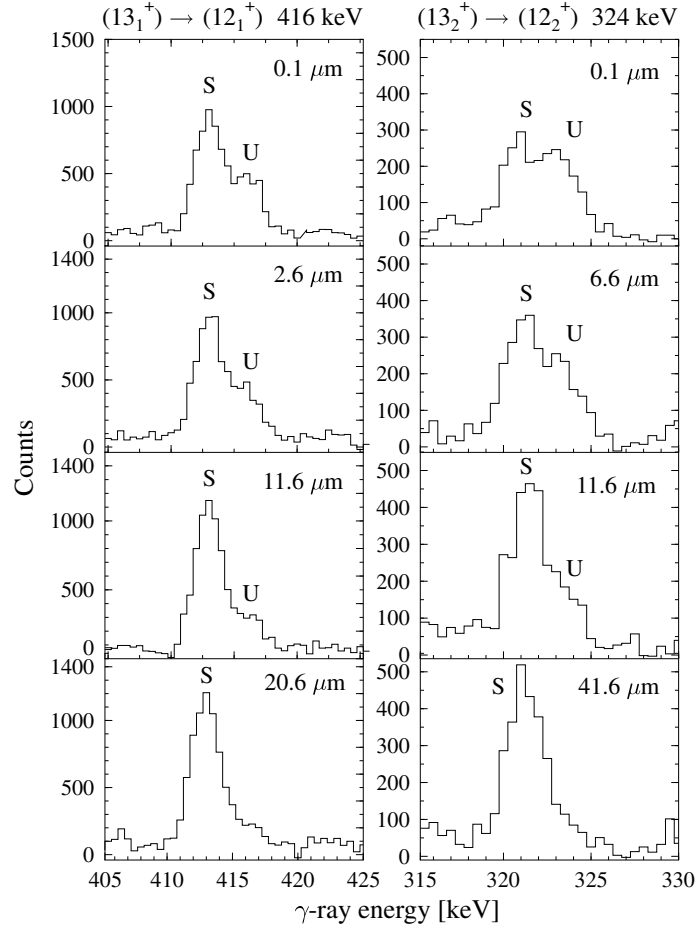 (13₁⁺) → (12₁⁺) 416 keV
(13₂⁺) → (12₂⁺) 324 keV
1500
1000
500
0
0.1 μm
S
U
500
400
300
200
100
0
0.1 μm
S
U
1400
1000
500
0
2.6 μm
S
U
500
400
300
200
100
0
6.6 μm
S
U
Counts
1400
1000
500
0
11.6 μm
S
U
500
400
300
200
100
0
11.6 μm
S
U
1400
1000
500
0
20.6 μm
S
500
400
300
200
100
0
41.6 μm
S
405 410 415 420 425
315 320 325 330
γ-ray energy [keV]